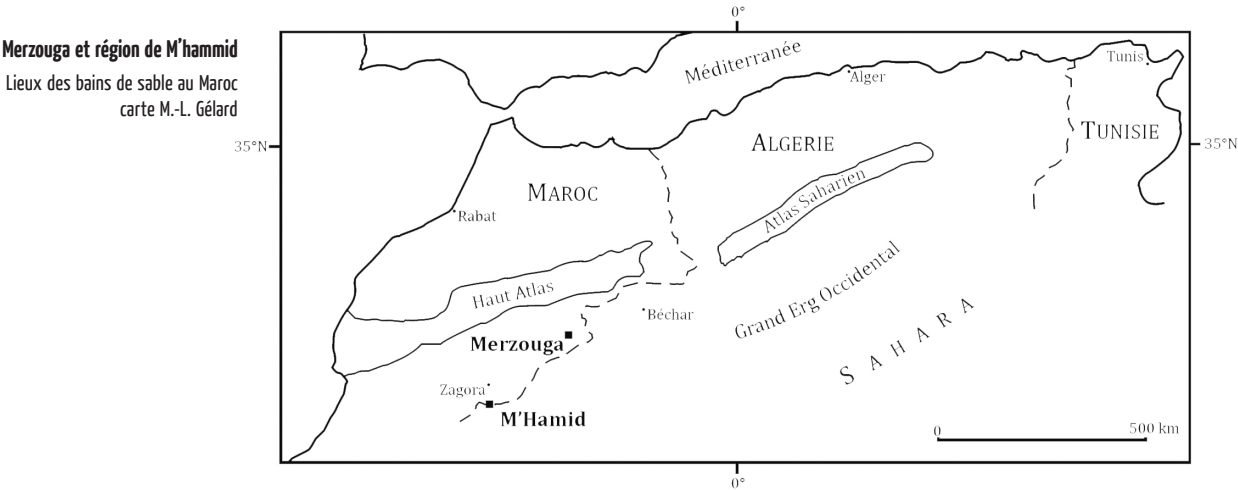 Merzouga et région de M'hammid
Lieux des bains de sable au Maroc
carte M.-L. Gélard
0°
Méditerranée
Tunis
Alger
35°N
ALGERIE
TUNISIE
35°N
Atlas Saharien
MAROC
Rabat
Haut Atlas
Grand Erg Occidental
Béchar
SAHARA
Merzouga
Zagora
M'Hamid
0
500 km
0°